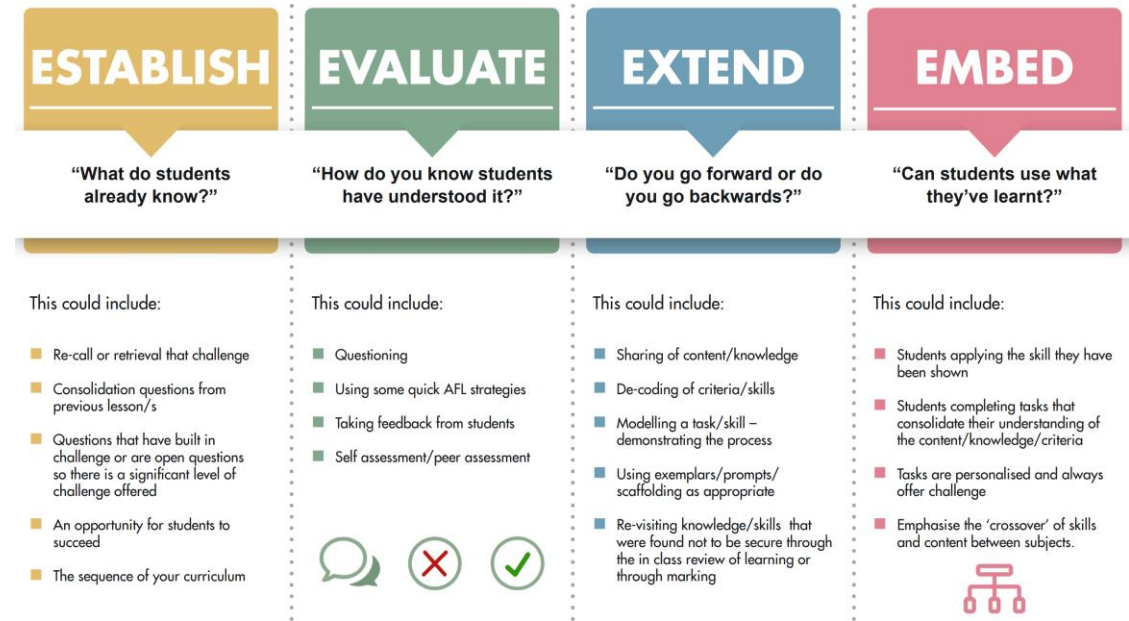 ESTABLISH
“What do students
already know?”
This could include:
Re-call or retrieval that challenge
Consolidation questions from
previous lesson/s
Questions that have built in
challenge or are open questions
so there is a significant level of
challenge offered
An opportunity for students to
succeed
The sequence of your curriculum
EVALUATE
“How do you know students
have understood it?”
This could include:
Questioning
Using some quick AFL strategies
Taking feedback from students
Self assessment/peer assessment
EXTEND
“Do you go forward or do
you go backwards?”
This could include:
Sharing of content/knowledge
De-coding of criteria/skills
Modelling a task/skill –
demonstrating the process
Using exemplars/prompts/
scaffolding as appropriate
Re-visiting knowledge/skills that
were found not to be secure through
the in class review of learning or
through marking
EMBED
“Can students use what
they’ve learnt?”
This could include:
Students applying the skill they have
been shown
Students completing tasks that
consolidate their understanding of
the content/knowledge/criteria
Tasks are personalised and always
offer challenge
Emphasise the ‘crossover’ of skills
and content between subjects.